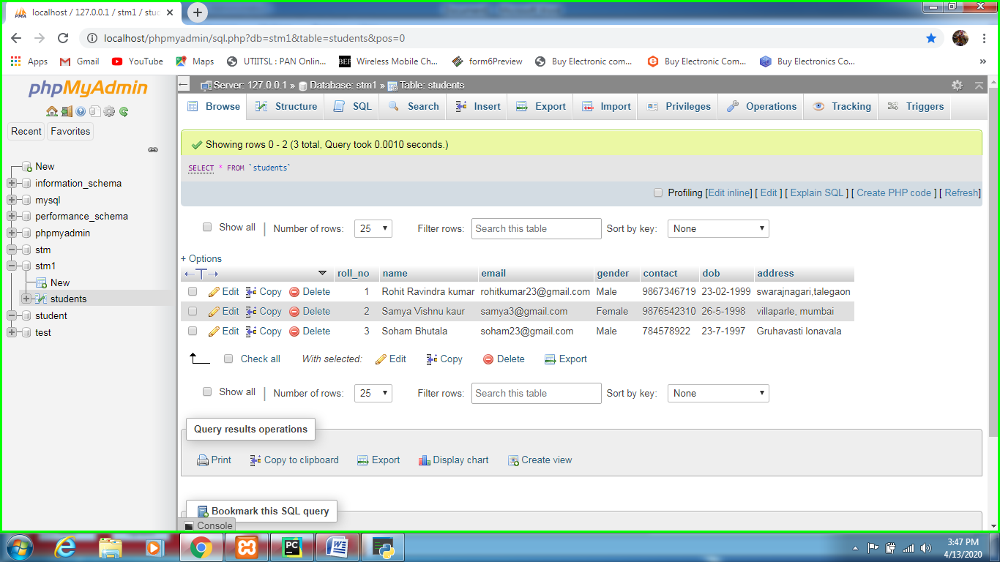 localhost / 127.0.0.1 / stm1 / stuc
localhost/phpmyadmin/sql.php?db=stm1&table=students&pos=0
Apps Gmail YouTube Maps UTIITSL : PAN Onlin... Wireless Mobile Ch... form6Preview Buy Electronic com... Buy Electronic Com... Buy Electronics Co... »
phpMyAdmin
Recent Favorites
New
information_schema
mysql
performance_schema
phpmyadmin
stm
stm1
New
students
student
test
Server: 127.0.0.1 » Database: stm1 » Table: students
Browse Structure SQL Search Insert Export Import Privileges Operations Tracking Triggers
Showing rows 0 - 2 (3 total, Query took 0.0010 seconds.)
SELECT * FROM `students`
Profiling [Edit inline] [ Edit ] [ Explain SQL ] [ Create PHP code ] [ Refresh]
Show all | Number of rows: 25 Filter rows: Search this table Sort by key: None
+ Options
←T→ roll_no name email gender contact dob address
Edit Copy Delete 1 Rohit Ravindra kumar rohitkumar23@gmail.com Male 9867346719 23-02-1999 swarajnagari,talegaon
Edit Copy Delete 2 Samya Vishnu kaur samya3@gmail.com Female 9876542310 26-5-1998 villaparle, mumbai
Edit Copy Delete 3 Soham Bhutala soham23@gmail.com Male 784578922 23-7-1997 Gruhavasti lonavala
Check all With selected: Edit Copy Delete Export
Show all | Number of rows: 25 Filter rows: Search this table Sort by key: None
Query results operations
Print Copy to clipboard Export Display chart Create view
Bookmark this SQL query
Console
3:47 PM
4/13/2020